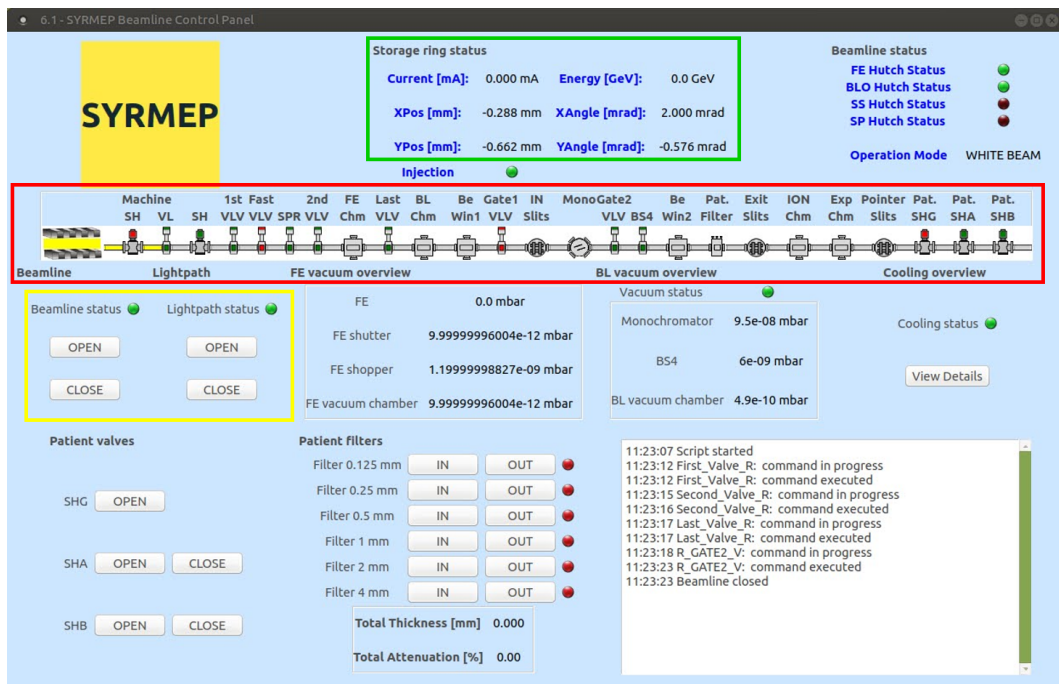 6.1 - SYRMEP Beamline Control Panel
SYRMEP
Storage ring status
Current [mA]: 0.000 mA Energy [GeV]: 0.0 GeV
XPos [mm]: -0.288 mm XAngle [mrad]: 2.000 mrad
YPos [mm]: -0.662 mm YAngle [mrad]: -0.576 mrad
Injection
Beamline status
FE Hutch Status
BLO Hutch Status
SS Hutch Status
SP Hutch Status
Operation Mode WHITE BEAM
Machine 1st Fast 2nd FE Last BL Be Gate1 IN Mono Gate2 Be Pat. Exit ION Exp Pointer Pat. Pat. Pat.
SH VL SH VLV VLV SPR VLV Chm VLV Chm Win1 VLV Slits VLV BS4 Win2 Filter Slits Chm Chm Slits SHG SHA SHB
Beamline Lightpath FE vacuum overview BL vacuum overview Cooling overview
Beamline status Lightpath status
OPEN OPEN
CLOSE CLOSE
FE 0.0 mbar
FE shutter 9.99999996004e-12 mbar
FE shopper 1.19999998827e-09 mbar
FE vacuum chamber 9.99999996004e-12 mbar
Vacuum status
Monochromator 9.5e-08 mbar
BS4 6e-09 mbar
BL vacuum chamber 4.9e-10 mbar
Cooling status
View Details
Patient valves
SHG OPEN
SHA OPEN CLOSE
SHB OPEN CLOSE
Patient filters
Filter 0.125 mm IN OUT
Filter 0.25 mm IN OUT
Filter 0.5 mm IN OUT
Filter 1 mm IN OUT
Filter 2 mm IN OUT
Filter 4 mm IN OUT
Total Thickness [mm] 0.000
Total Attenuation [%] 0.00
11:23:07 Script started
11:23:12 First_Valve_R: command in progress
11:23:12 First_Valve_R: command executed
11:23:15 Second_Valve_R: command in progress
11:23:16 Second_Valve_R: command executed
11:23:17 Last_Valve_R: command in progress
11:23:17 Last_Valve_R: command executed
11:23:18 R_GATE2_V: command in progress
11:23:23 R_GATE2_V: command executed
11:23:23 Beamline closed